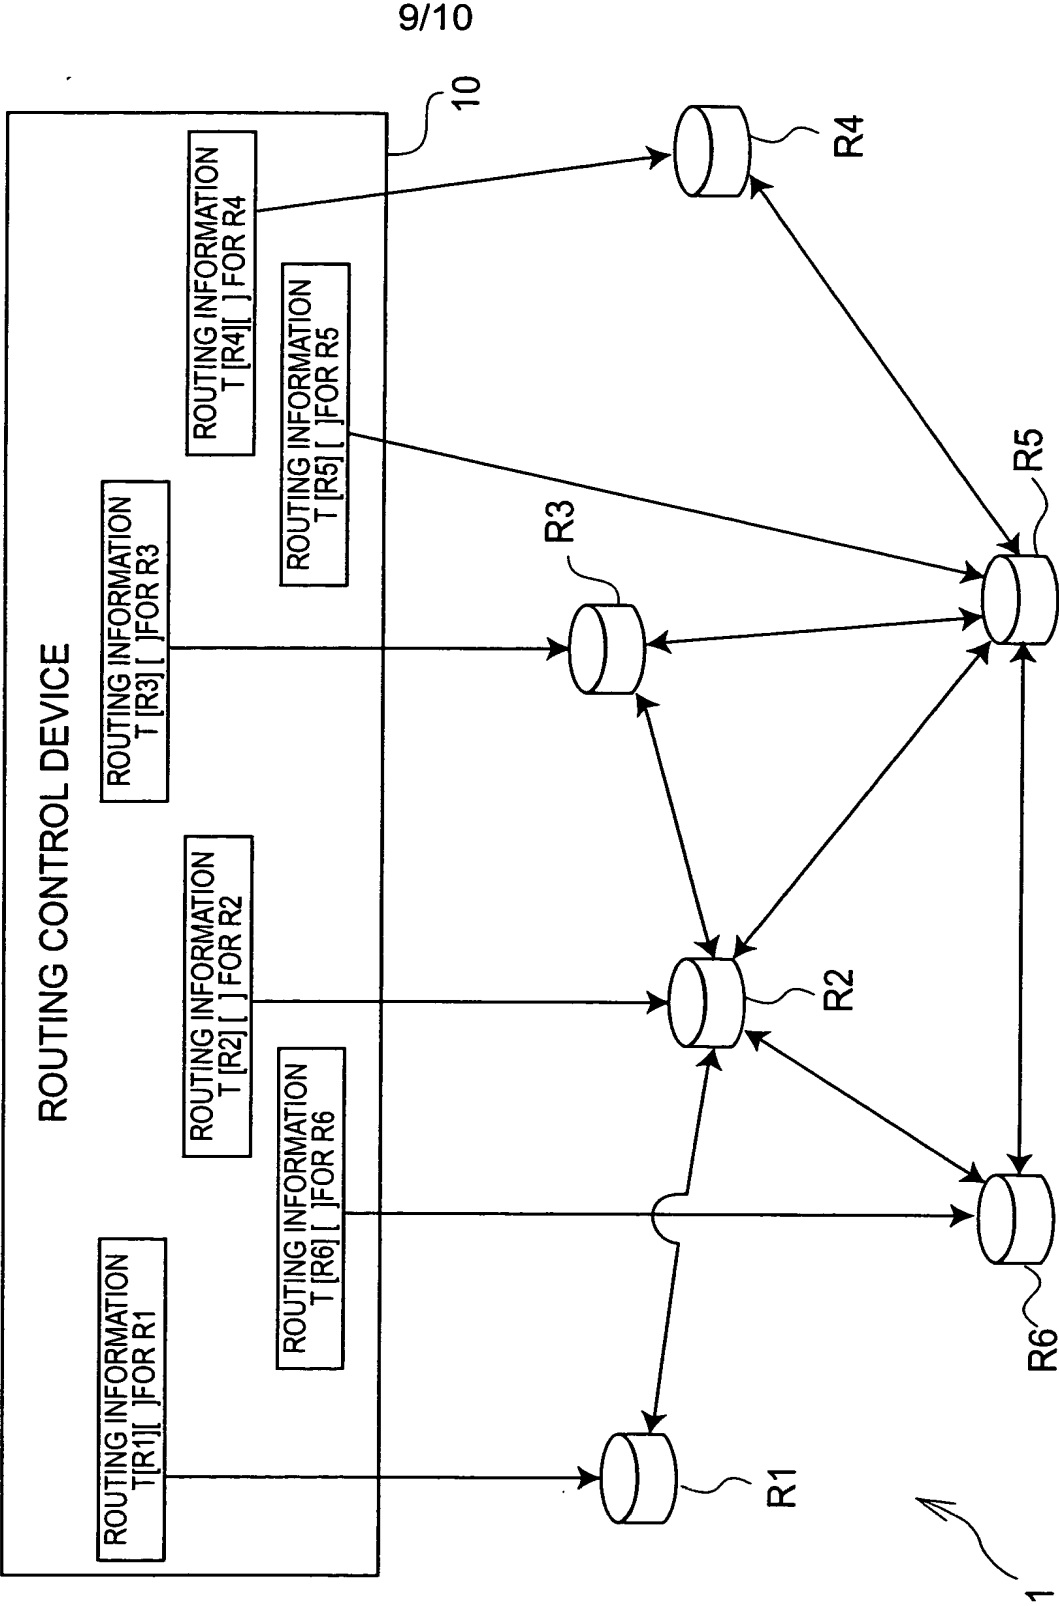 9/10
ROUTING CONTROL DEVICE
10
ROUTING INFORMATION
T[R1][ ]FOR R1
ROUTING INFORMATION
T [R6] [ ]FOR R6
ROUTING INFORMATION
T [R2] [ ] FOR R2
ROUTING INFORMATION
T [R3] [ ]FOR R3
ROUTING INFORMATION
T [R5] [ ]FOR R5
ROUTING INFORMATION
T [R4][ ] FOR R4
R1
R2
R3
R4
R5
R6
1